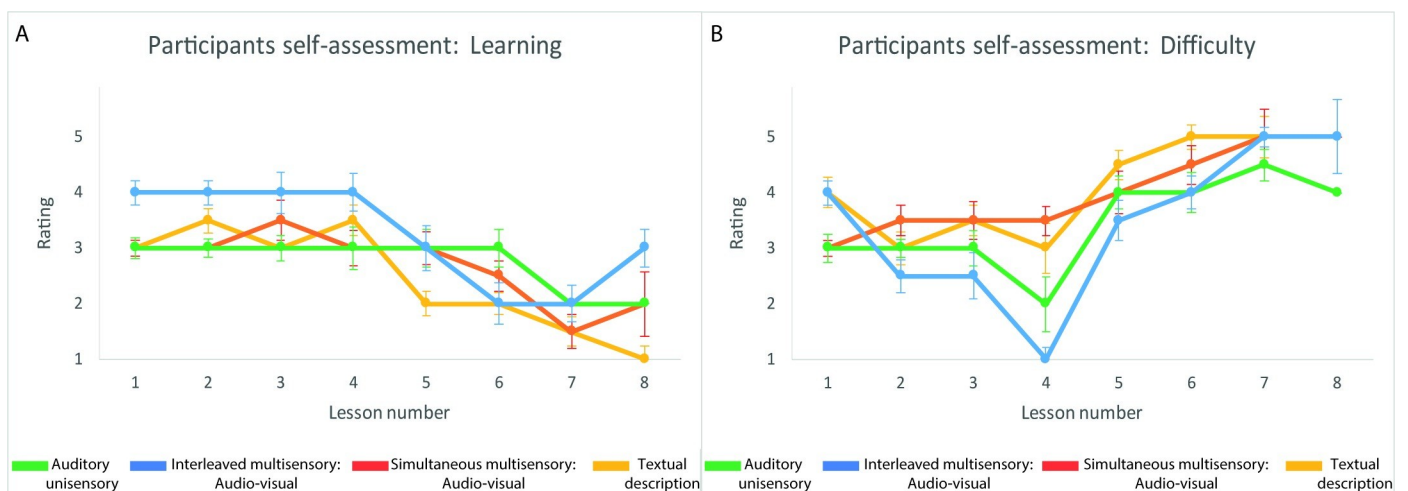 A
Participants self-assessment: Learning
Rating
5
4
3
2
1
1 2 3 4 5 6 7 8
Lesson number
Auditory unisensory
Interleaved multisensory: Audio-visual
Simultaneous multisensory: Audio-visual
Textual description
B
Participants self-assessment: Difficulty
Rating
5
4
3
2
1
1 2 3 4 5 6 7 8
Lesson number
Auditory unisensory
Interleaved multisensory: Audio-visual
Simultaneous multisensory: Audio-visual
Textual description